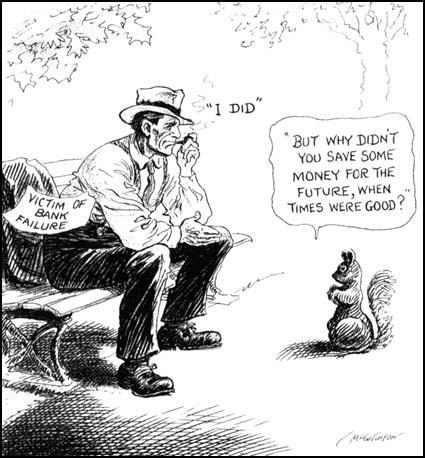 "I DID"
"BUT WHY DIDN'T
YOU SAVE SOME
MONEY FOR THE
FUTURE, WHEN
TIMES WERE GOOD?"
VICTIM OF
BANK
FAILURE